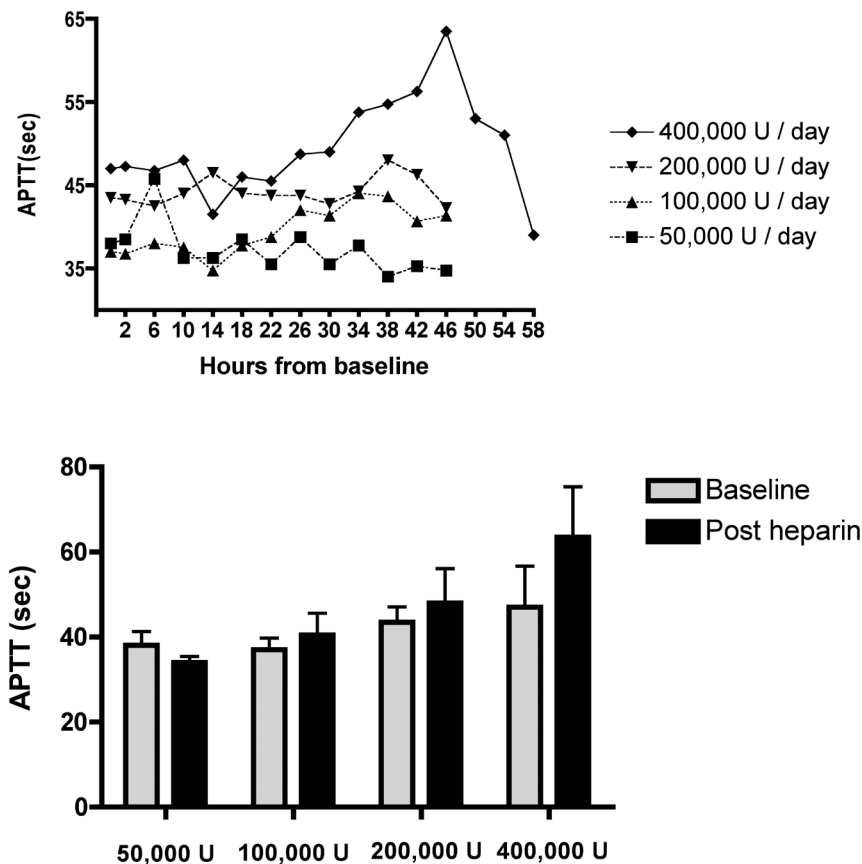 65
55
45
35
APTT(sec)
2 6 10 14 18 22 26 30 34 38 42 46 50 54 58
Hours from baseline
400,000 U / day
200,000 U / day
100,000 U / day
50,000 U / day
80
60
40
20
0
APTT (sec)
50,000 U 100,000 U 200,000 U 400,000 U
Baseline
Post heparin